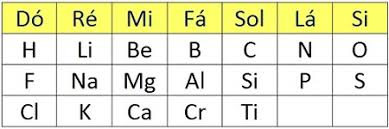 Dó Ré Mi Fá Sol Lá Si
H Li Be B C N O
F Na Mg Al Si P S
Cl K Ca Cr Ti